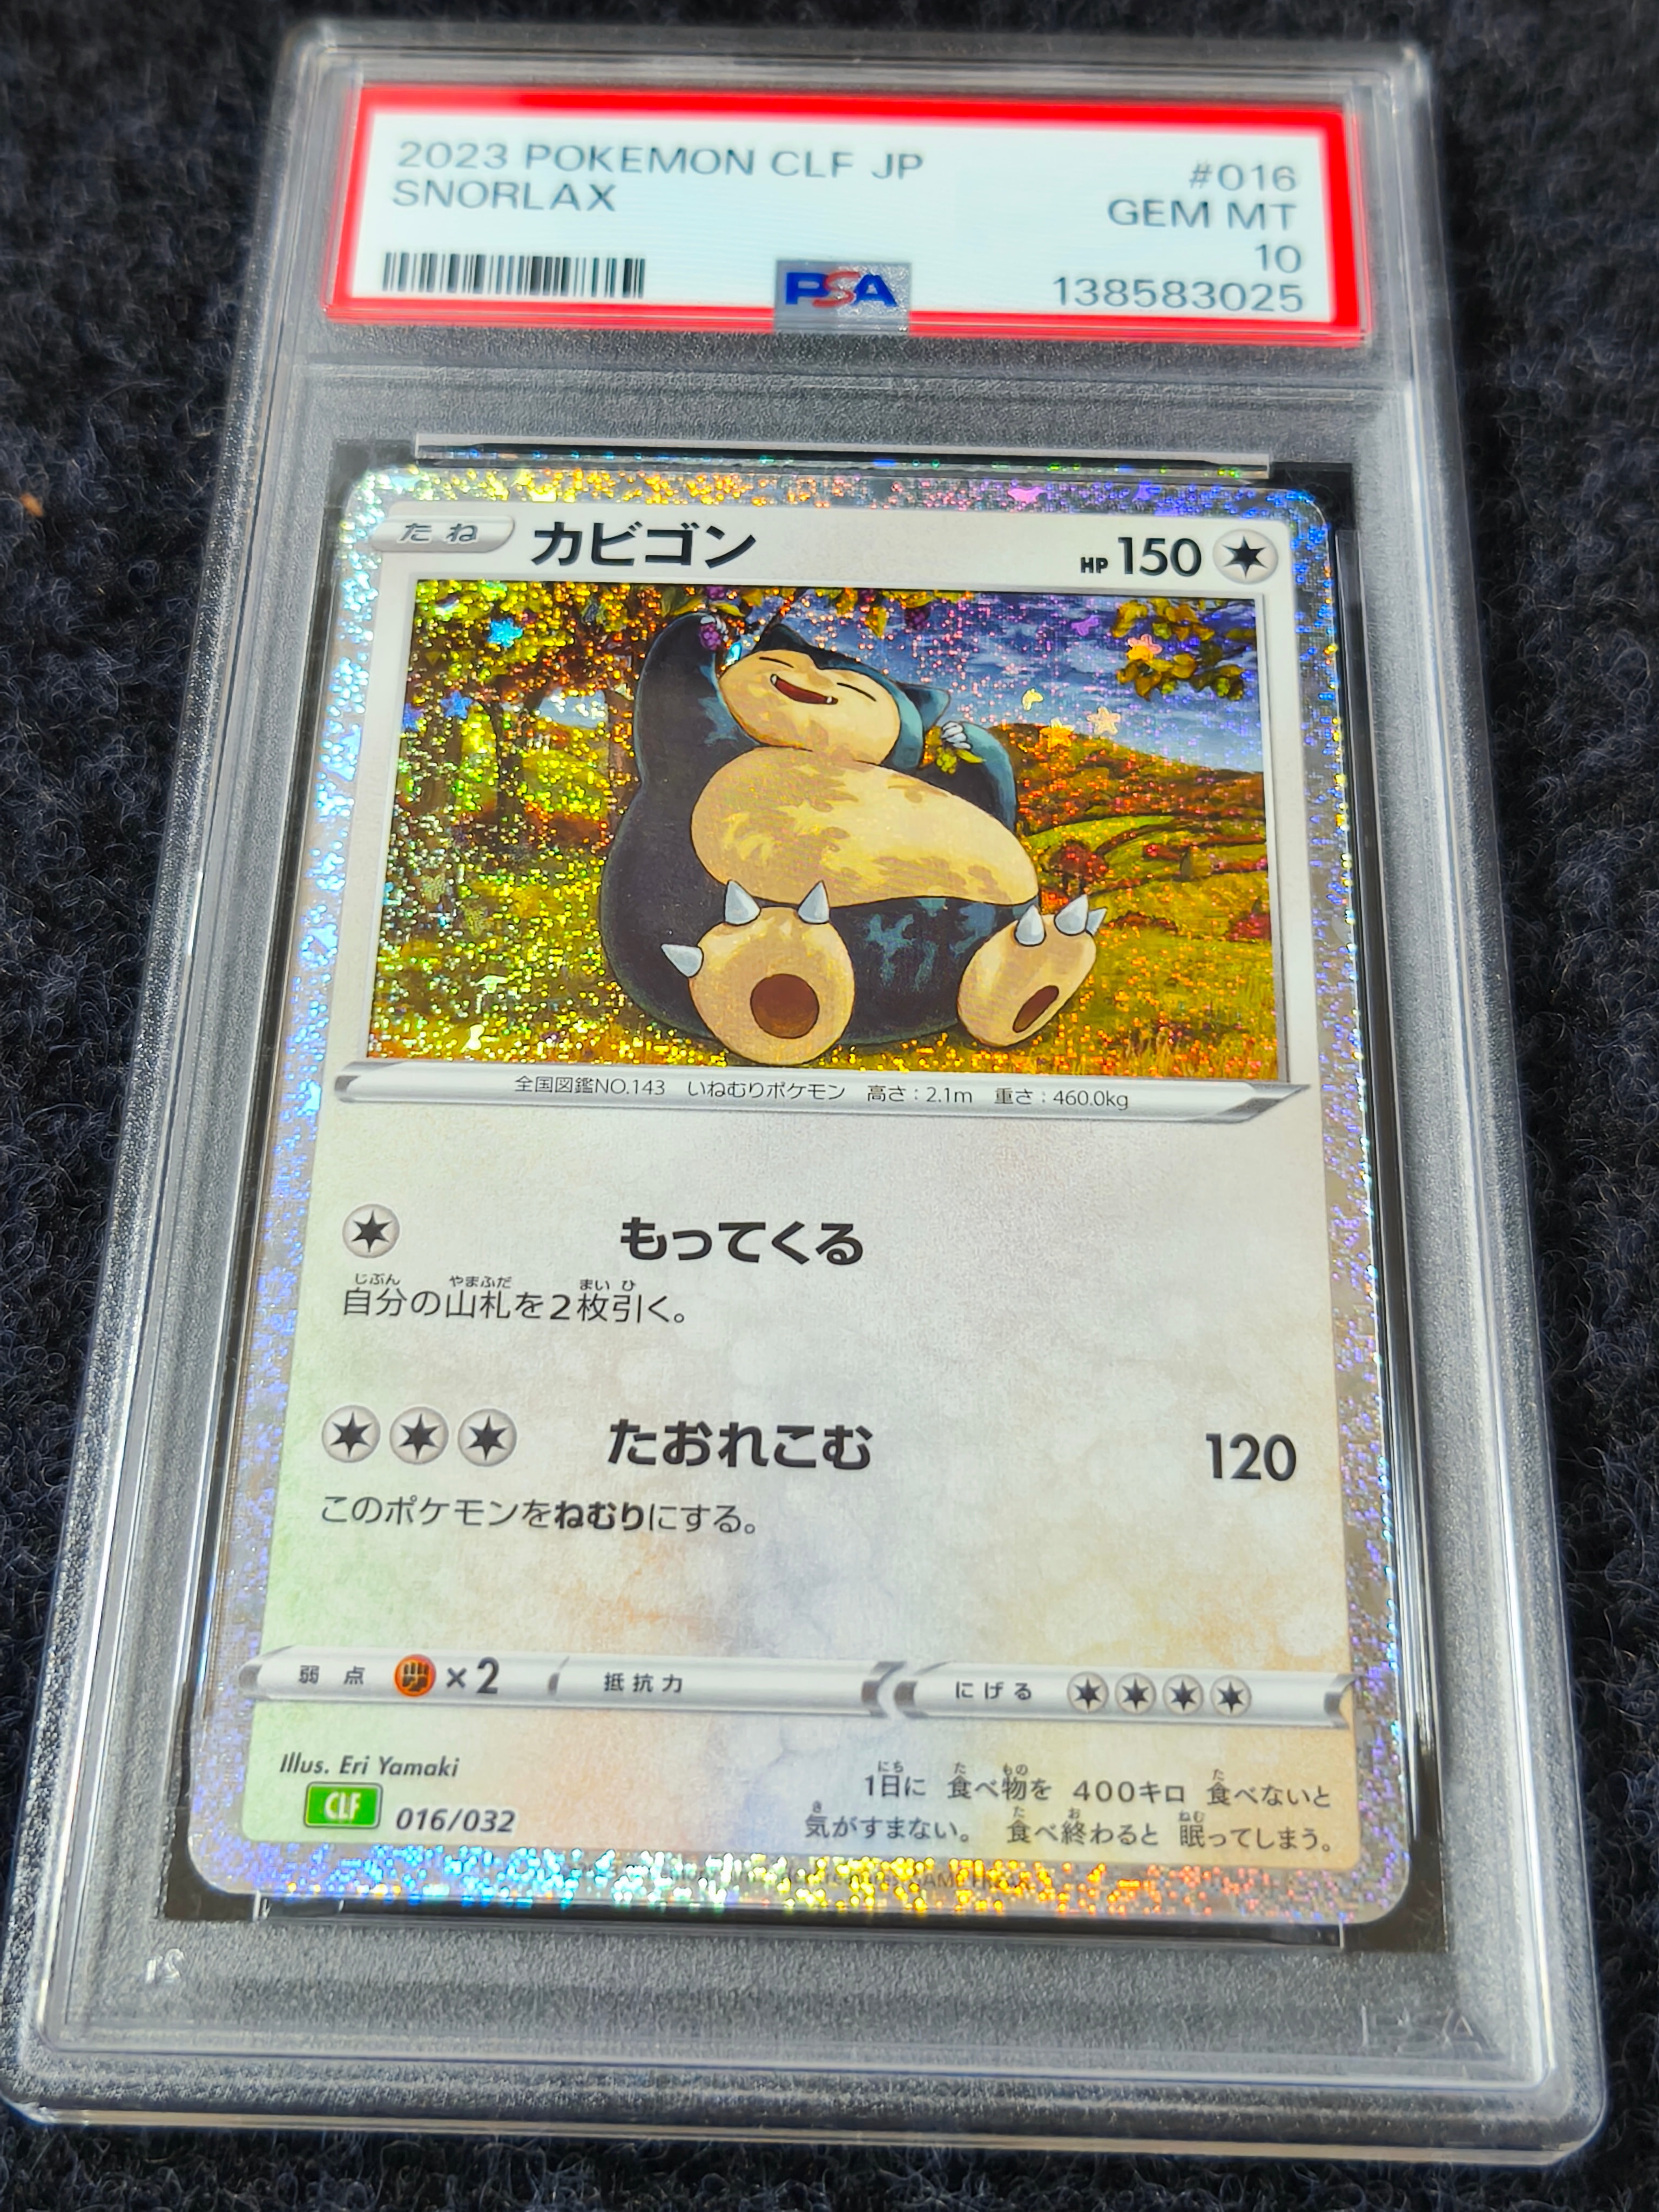 2023 POKEMON CLF JP
#016
SNORLAX
GEM MT
10
PSA
138583025
たね
カビゴン
HP 150
全国図鑑NO.143 いねむりポケモン 高さ:2.1m 重さ:460.0kg
もってくる
じぶん やまふだ まい ひ
自分の山札を2枚引く。
たおれこむ
120
このポケモンをねむりにする。
弱点 ×2
抵抗力
にげる
Illus. Eri Yamaki
CLF 016/032
にち た もの た
1日に 食べ物を 400キロ 食べないと
き た お ねむ
気がすまない。 食べ終わると 眠ってしまう。
PSA